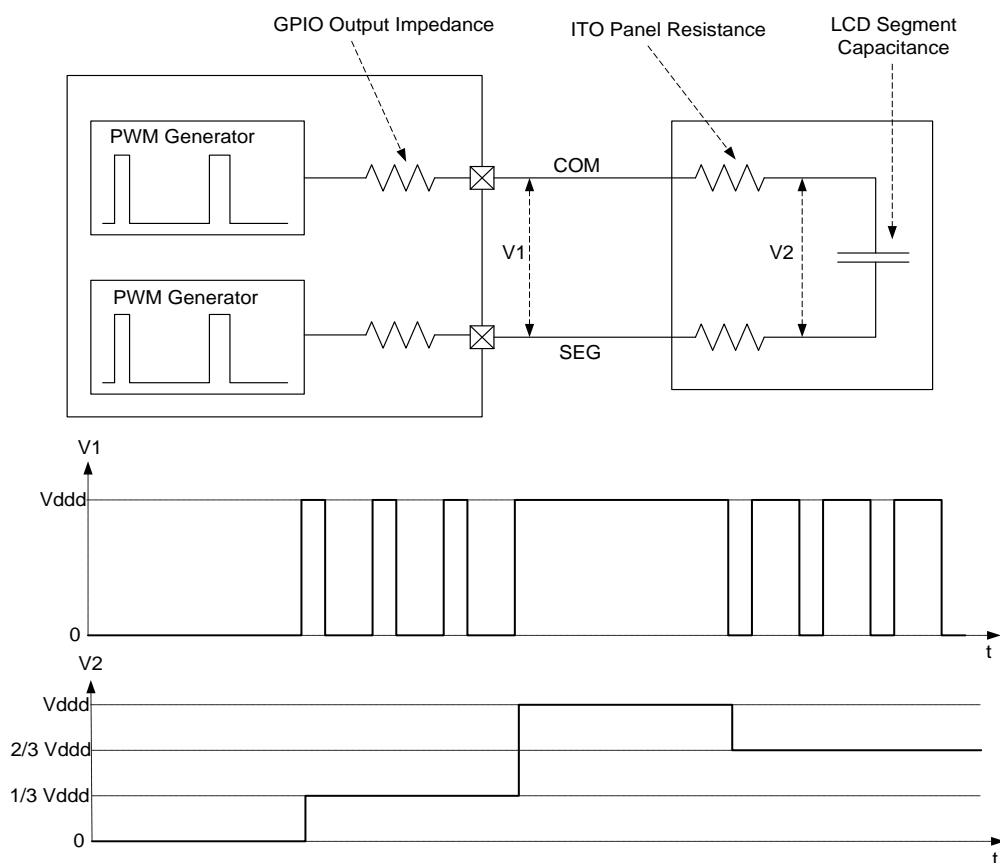 GPIO Output Impedance
ITO Panel Resistance
LCD Segment
Capacitance
PWM Generator
COM
V1
V2
PWM Generator
SEG
V1
Vddd
0
t
V2
Vddd
2/3 Vddd
1/3 Vddd
0
t